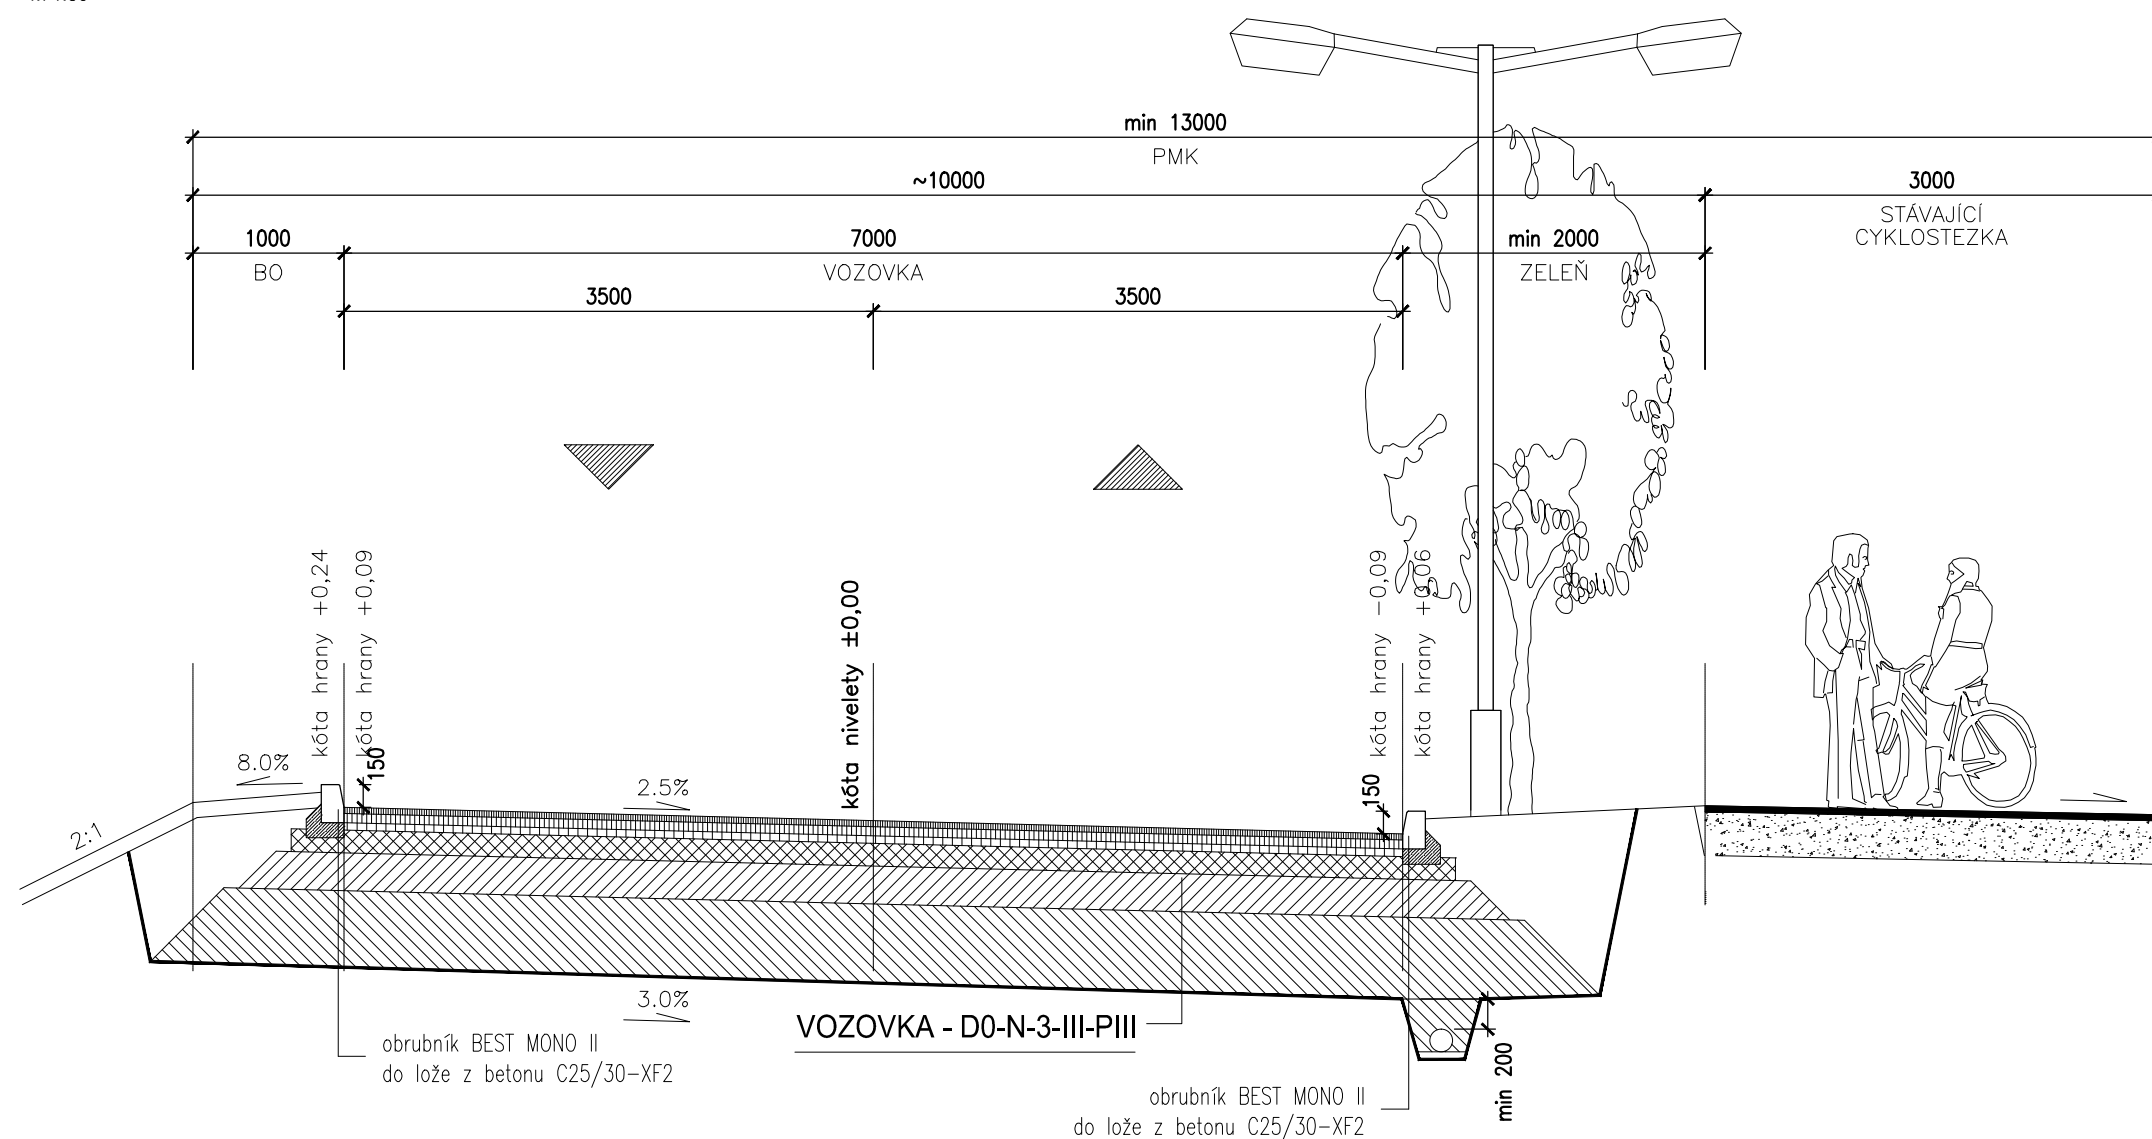 min 13000
PMK
~10000
3000
STÁVAJÍCÍ
CYKLOSTEZKA
1000
7000
min 2000
BO
VOZOVKA
ZELEŇ
3500
3500
kóta hrany +0,24
kóta hrany +0,09
kóta nivelety ±0,00
kóta hrany -0,09
kóta hrany +0,06
150
150
8.0%
2.5%
2:1
3.0%
VOZOVKA - D0-N-3-III-PIII
obrubník BEST MONO II
do lože z betonu C25/30-XF2
min 200
obrubník BEST MONO II
do lože z betonu C25/30-XF2